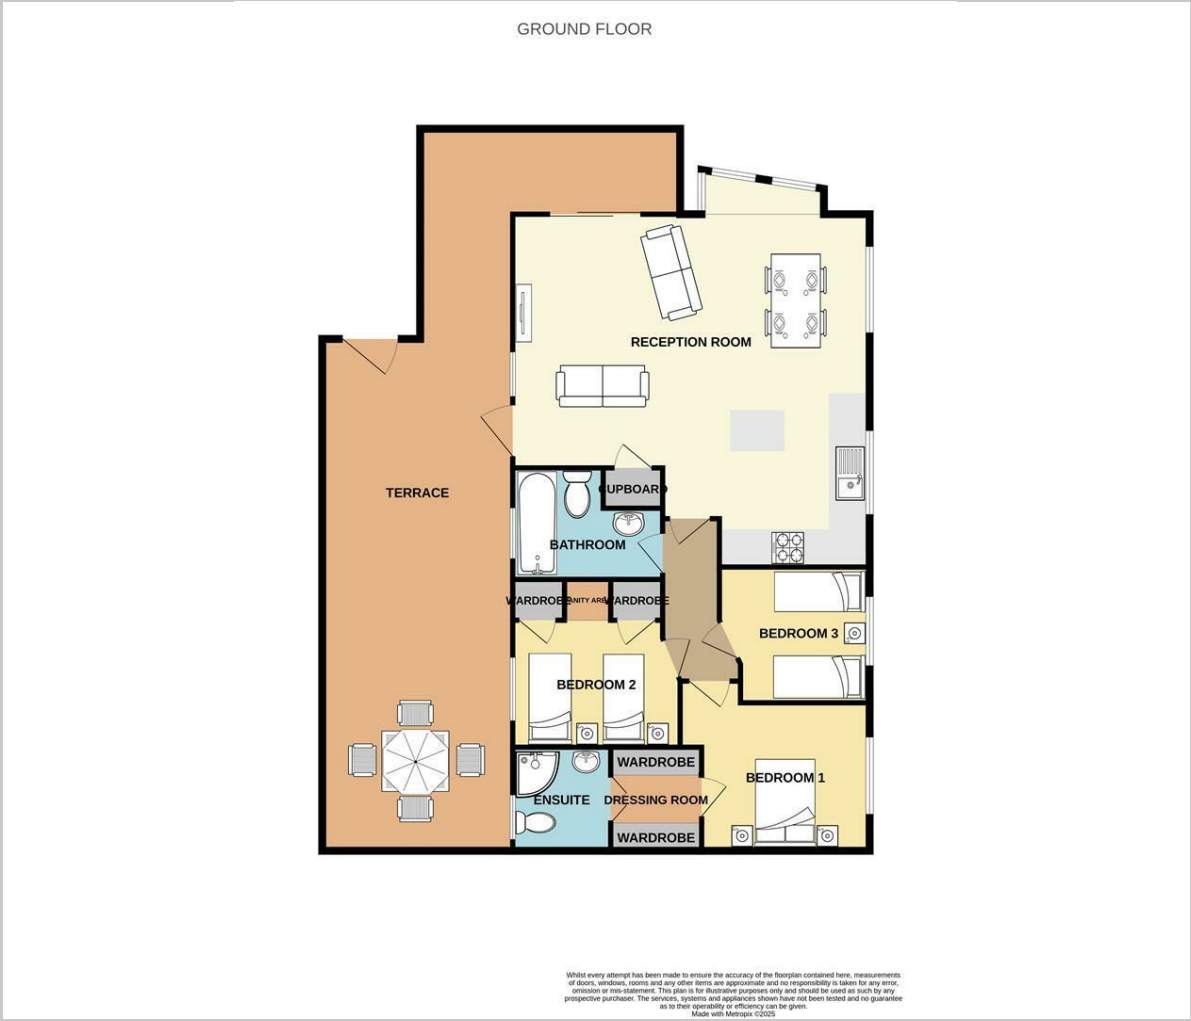 GROUND FLOOR
RECEPTION ROOM
TERRACE
CUPBOARD
BATHROOM
WARDROBE
WARDROBE
BEDROOM 3
BEDROOM 2
WARDROBE
BEDROOM 1
ENSUITE
DRESSING ROOM
WARDROBE
Whilst every attempt has been made to ensure the accuracy of the floorplan contained here, measurements
of doors, windows, rooms and any other items are approximate and no responsibility is taken for any error,
omission or mis-statement. This plan is for illustrative purposes only and should be used as such by any
prospective purchaser. The services, systems and appliances shown have not been tested and no guarantee
as to their operability or efficiency can be given.
Made with Metropix ©2025